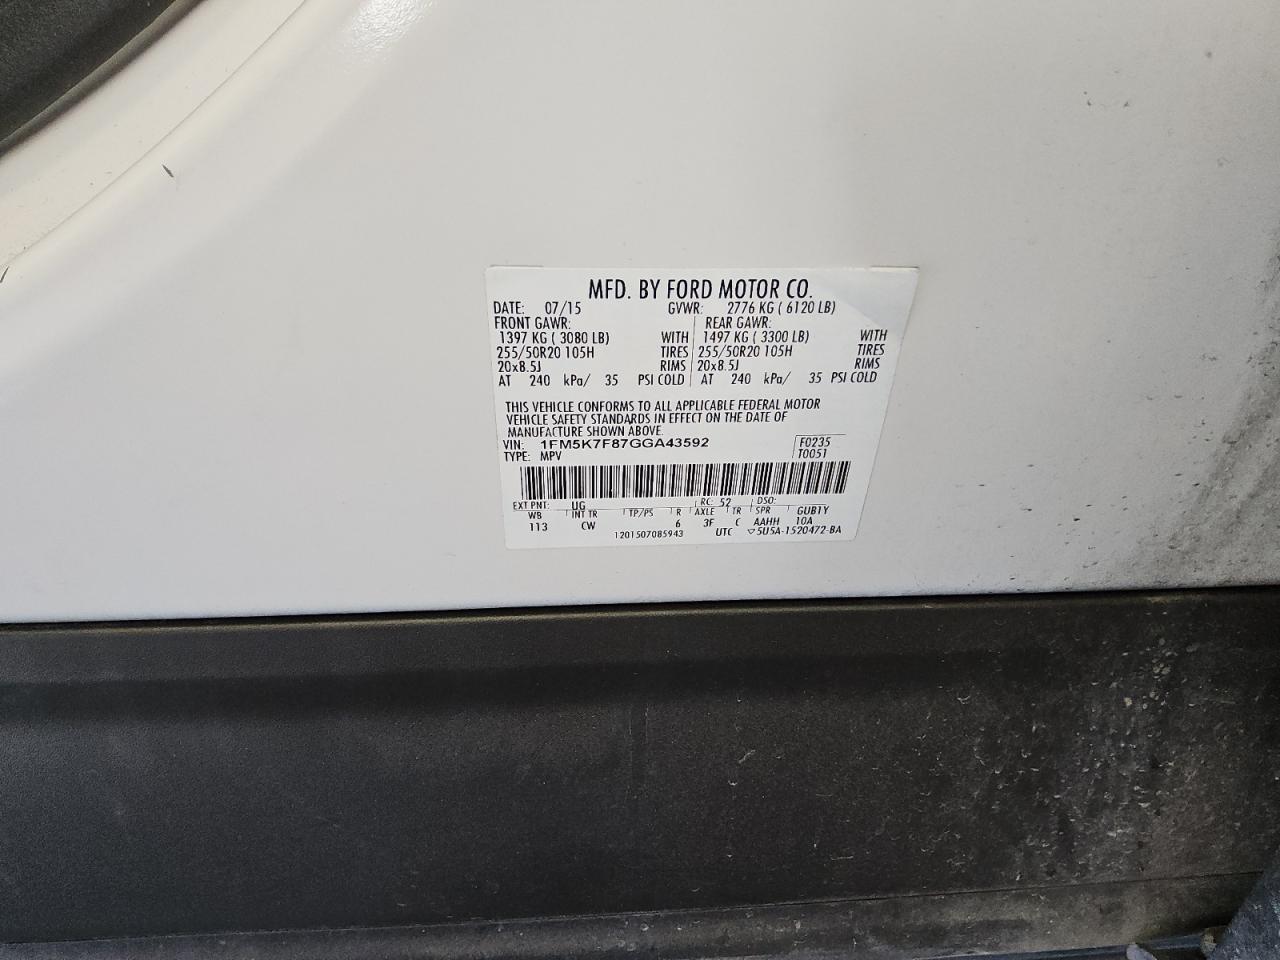 MFD. BY FORD MOTOR CO.
DATE: 07/15 GVWR: 2776 KG ( 6120 LB)
FRONT GAWR: REAR GAWR:
1397 KG ( 3080 LB) WITH 1497 KG ( 3300 LB) WITH
255/50R20 105H TIRES 255/50R20 105H TIRES
20x8.5J RIMS 20x8.5J RIMS
AT 240 kPa/ 35 PSI COLD AT 240 kPa/ 35 PSI COLD
THIS VEHICLE CONFORMS TO ALL APPLICABLE FEDERAL MOTOR
VEHICLE SAFETY STANDARDS IN EFFECT ON THE DATE OF
MANUFACTURE SHOWN ABOVE.
VIN: 1FM5K7F87GGA43592 F0235
TYPE: MPV T0051
EXT PNT: UG RC: 52 DSO:
WB INT TR TP/PS R AXLE TR SPR GUB1Y
113 CW 6 3F C AAHH 10A
1201507085943 UTC ▽5U5A-1520472-BA